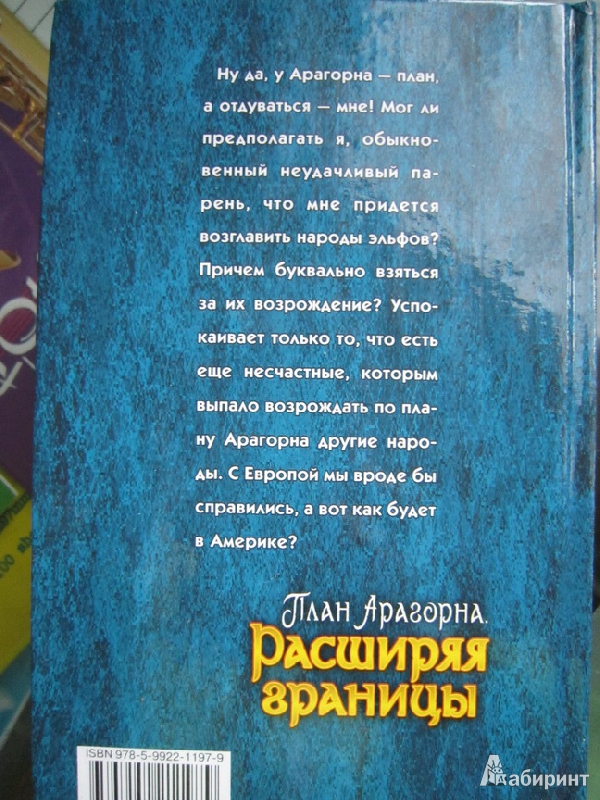 Ну да, у Арагорна — план,
а отдуваться — мне! Мог ли
предполагать я, обыкно-
венный неудачливый па-
рень, что мне придется
возглавить народы эльфов?
Причем буквально взяться
за их возрождение? Успо-
каивает только то, что есть
еще несчастные, которым
выпало возрождать по пла-
ну Арагорна другие наро-
ды. С Европой мы вроде бы
справились, а вот как будет
в Америке?
План Арагорна.
Расширяя
границы
ISBN 978-5-9922-1197-9
Лабиринт